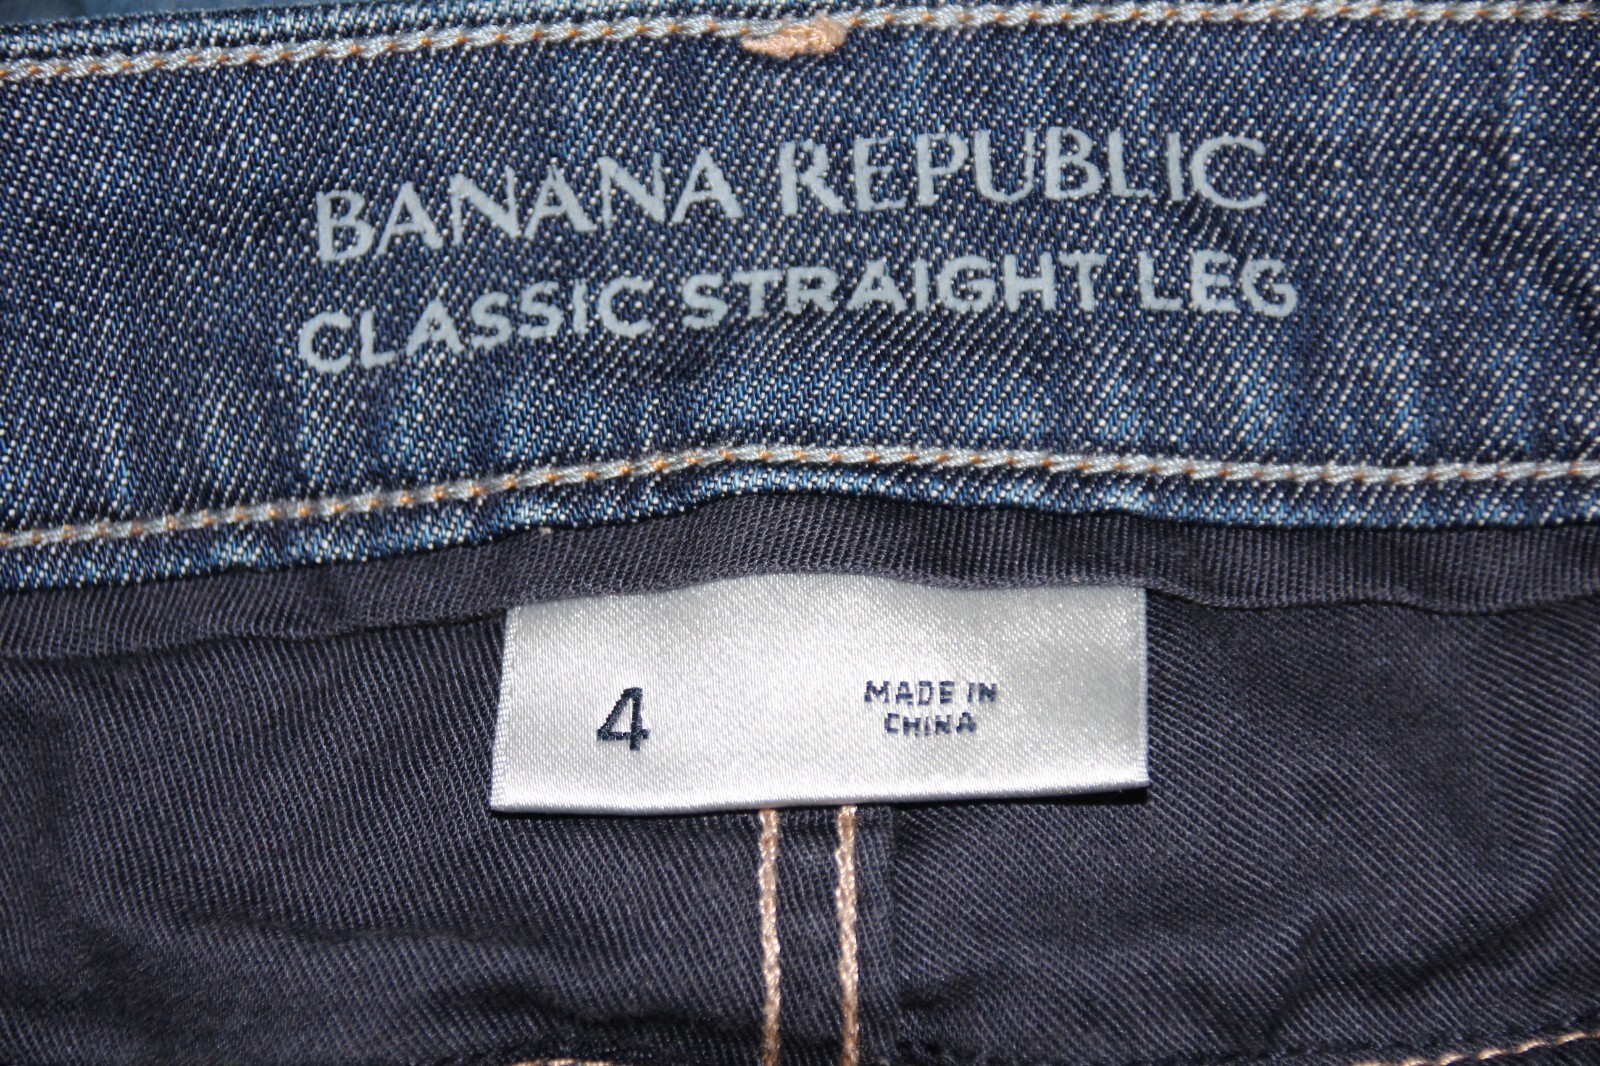 BANANA REPUBLIC
CLASSIC STRAIGHT LEG
4
MADE IN
CHINA